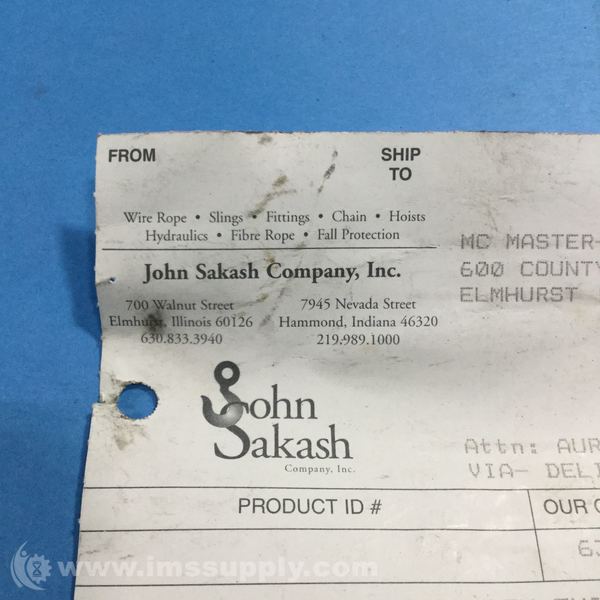 FROM
SHIP
TO
Wire Rope • Slings • Fittings • Chain • Hoists
Hydraulics • Fibre Rope • Fall Protection
John Sakash Company, Inc.
700 Walnut Street
Elmhurst, Illinois 60126
630.833.3940
7945 Nevada Street
Hammond, Indiana 46320
219.989.1000
MC MASTER-
600 COUNTY
ELMHURST
John
Sakash
Company, Inc.
Attn: AUR
VIA- DELI
PRODUCT ID #
OUR
www.imssupply.com